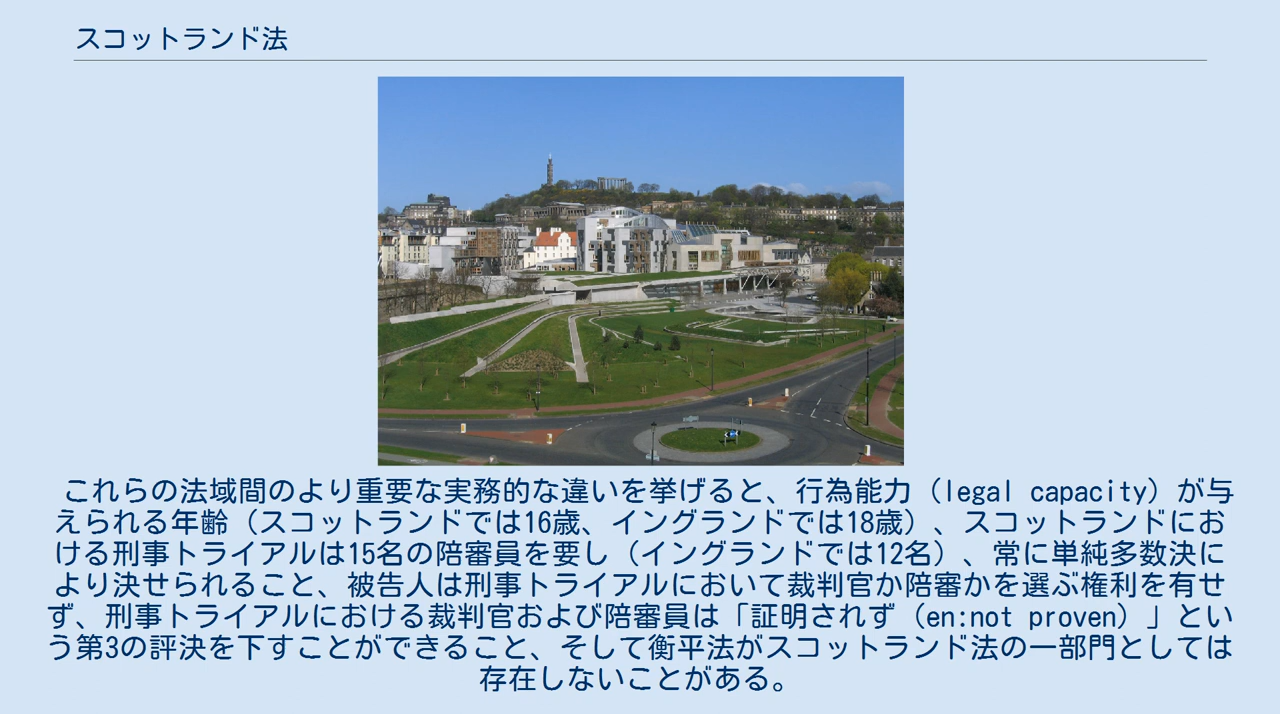 スコットランド法
これらの法域間のより重要な実務的な違いを挙げると、行為能力（legal capacity）が与
えられる年齢（スコットランドでは16歳、イングランドでは18歳）、スコットランドにお
ける刑事トライアルは15名の陪審員を要し（イングランドでは12名）、常に単純多数決に
より決せられること、被告人は刑事トライアルにおいて裁判官か陪審かを選ぶ権利を有せ
ず、刑事トライアルにおける裁判官および陪審員は「証明されず（en:not proven）」とい
う第3の評決を下すことができること、そして衡平法がスコットランド法の一部門としては
存在しないことがある。